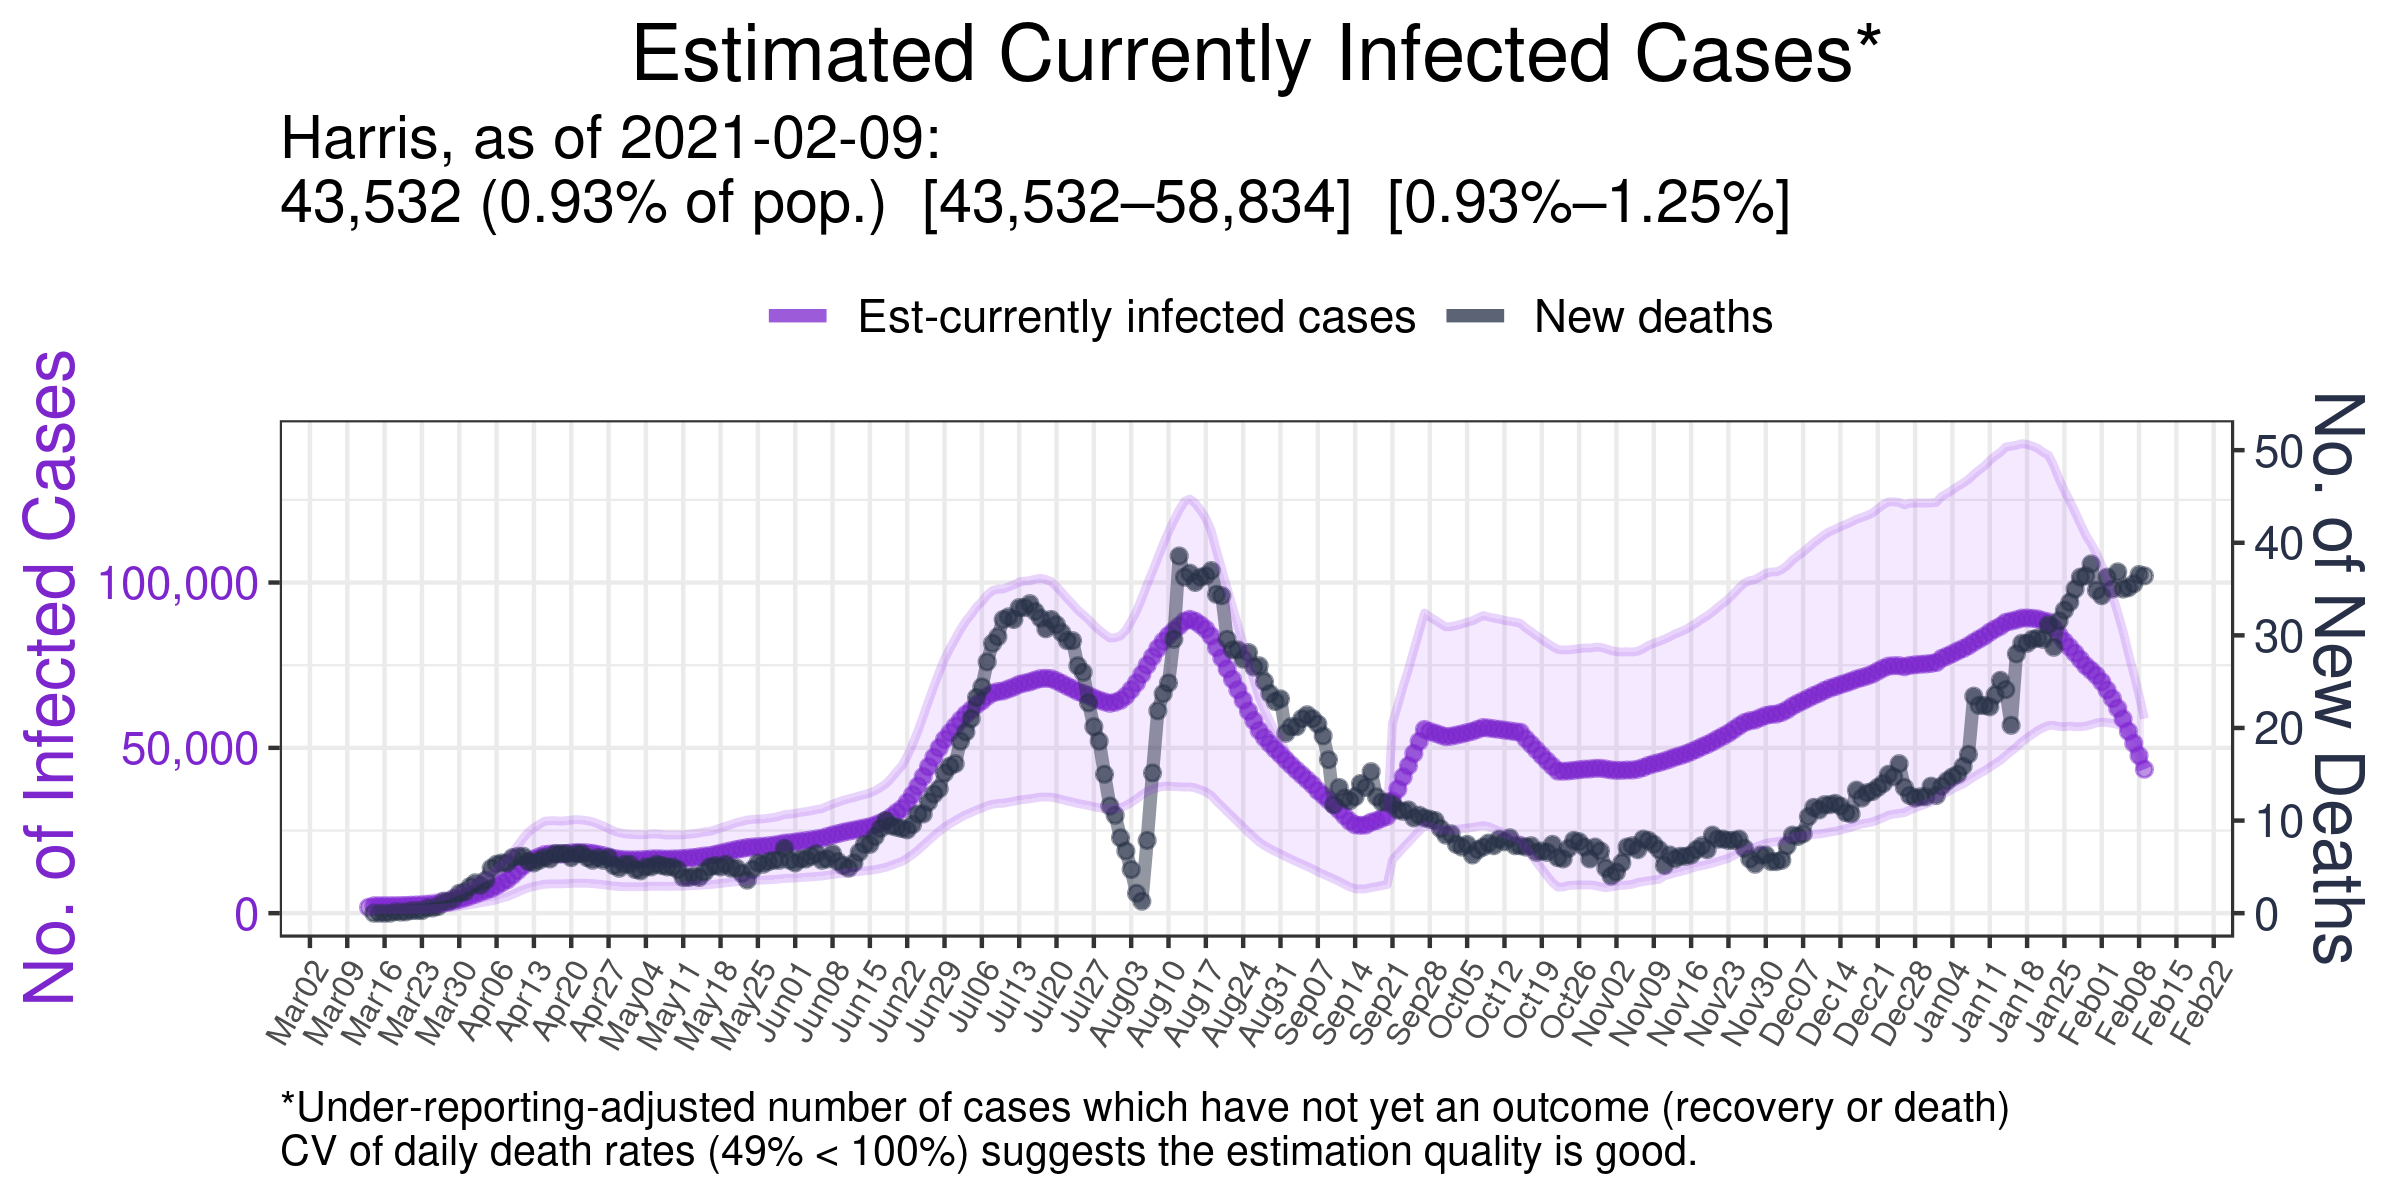 Estimated Currently Infected Cases*
Harris, as of 2021-02-09:
43,532 (0.93% of pop.) [43,532–58,834] [0.93%–1.25%]
Est-currently infected cases
New deaths
No. of Infected Cases
100,000
50,000
0
50
40
30
20
10
0
No. of New Deaths
Mar02
Mar09
Mar16
Mar23
Mar30
Apr06
Apr13
Apr20
Apr27
May04
May11
May18
May25
Jun01
Jun08
Jun15
Jun22
Jun29
Jul06
Jul13
Jul20
Jul27
Aug03
Aug10
Aug17
Aug24
Aug31
Sep07
Sep14
Sep21
Sep28
Oct05
Oct12
Oct19
Oct26
Nov02
Nov09
Nov16
Nov23
Nov30
Dec07
Dec14
Dec21
Dec28
Jan04
Jan11
Jan18
Jan25
Feb01
Feb08
Feb15
Feb22
*Under-reporting-adjusted number of cases which have not yet an outcome (recovery or death)
CV of daily death rates (49% < 100%) suggests the estimation quality is good.